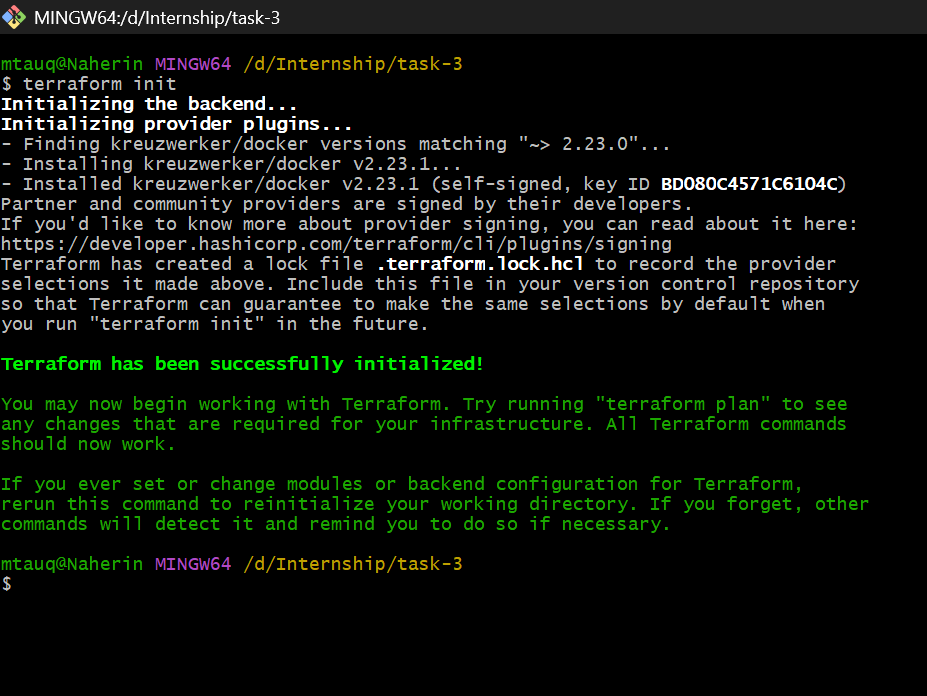 MINGW64:/d/Internship/task-3
mtauq@Naherin MINGW64 /d/Internship/task-3
$ terraform init
Initializing the backend...
Initializing provider plugins...
- Finding kreuzwerker/docker versions matching "~> 2.23.0"...
- Installing kreuzwerker/docker v2.23.1...
- Installed kreuzwerker/docker v2.23.1 (self-signed, key ID BD080C4571C6104C)
Partner and community providers are signed by their developers.
If you'd like to know more about provider signing, you can read about it here:
https://developer.hashicorp.com/terraform/cli/plugins/signing
Terraform has created a lock file .terraform.lock.hcl to record the provider
selections it made above. Include this file in your version control repository
so that Terraform can guarantee to make the same selections by default when
you run "terraform init" in the future.
Terraform has been successfully initialized!
You may now begin working with Terraform. Try running "terraform plan" to see
any changes that are required for your infrastructure. All Terraform commands
should now work.
If you ever set or change modules or backend configuration for Terraform,
rerun this command to reinitialize your working directory. If you forget, other
commands will detect it and remind you to do so if necessary.
mtauq@Naherin MINGW64 /d/Internship/task-3
$